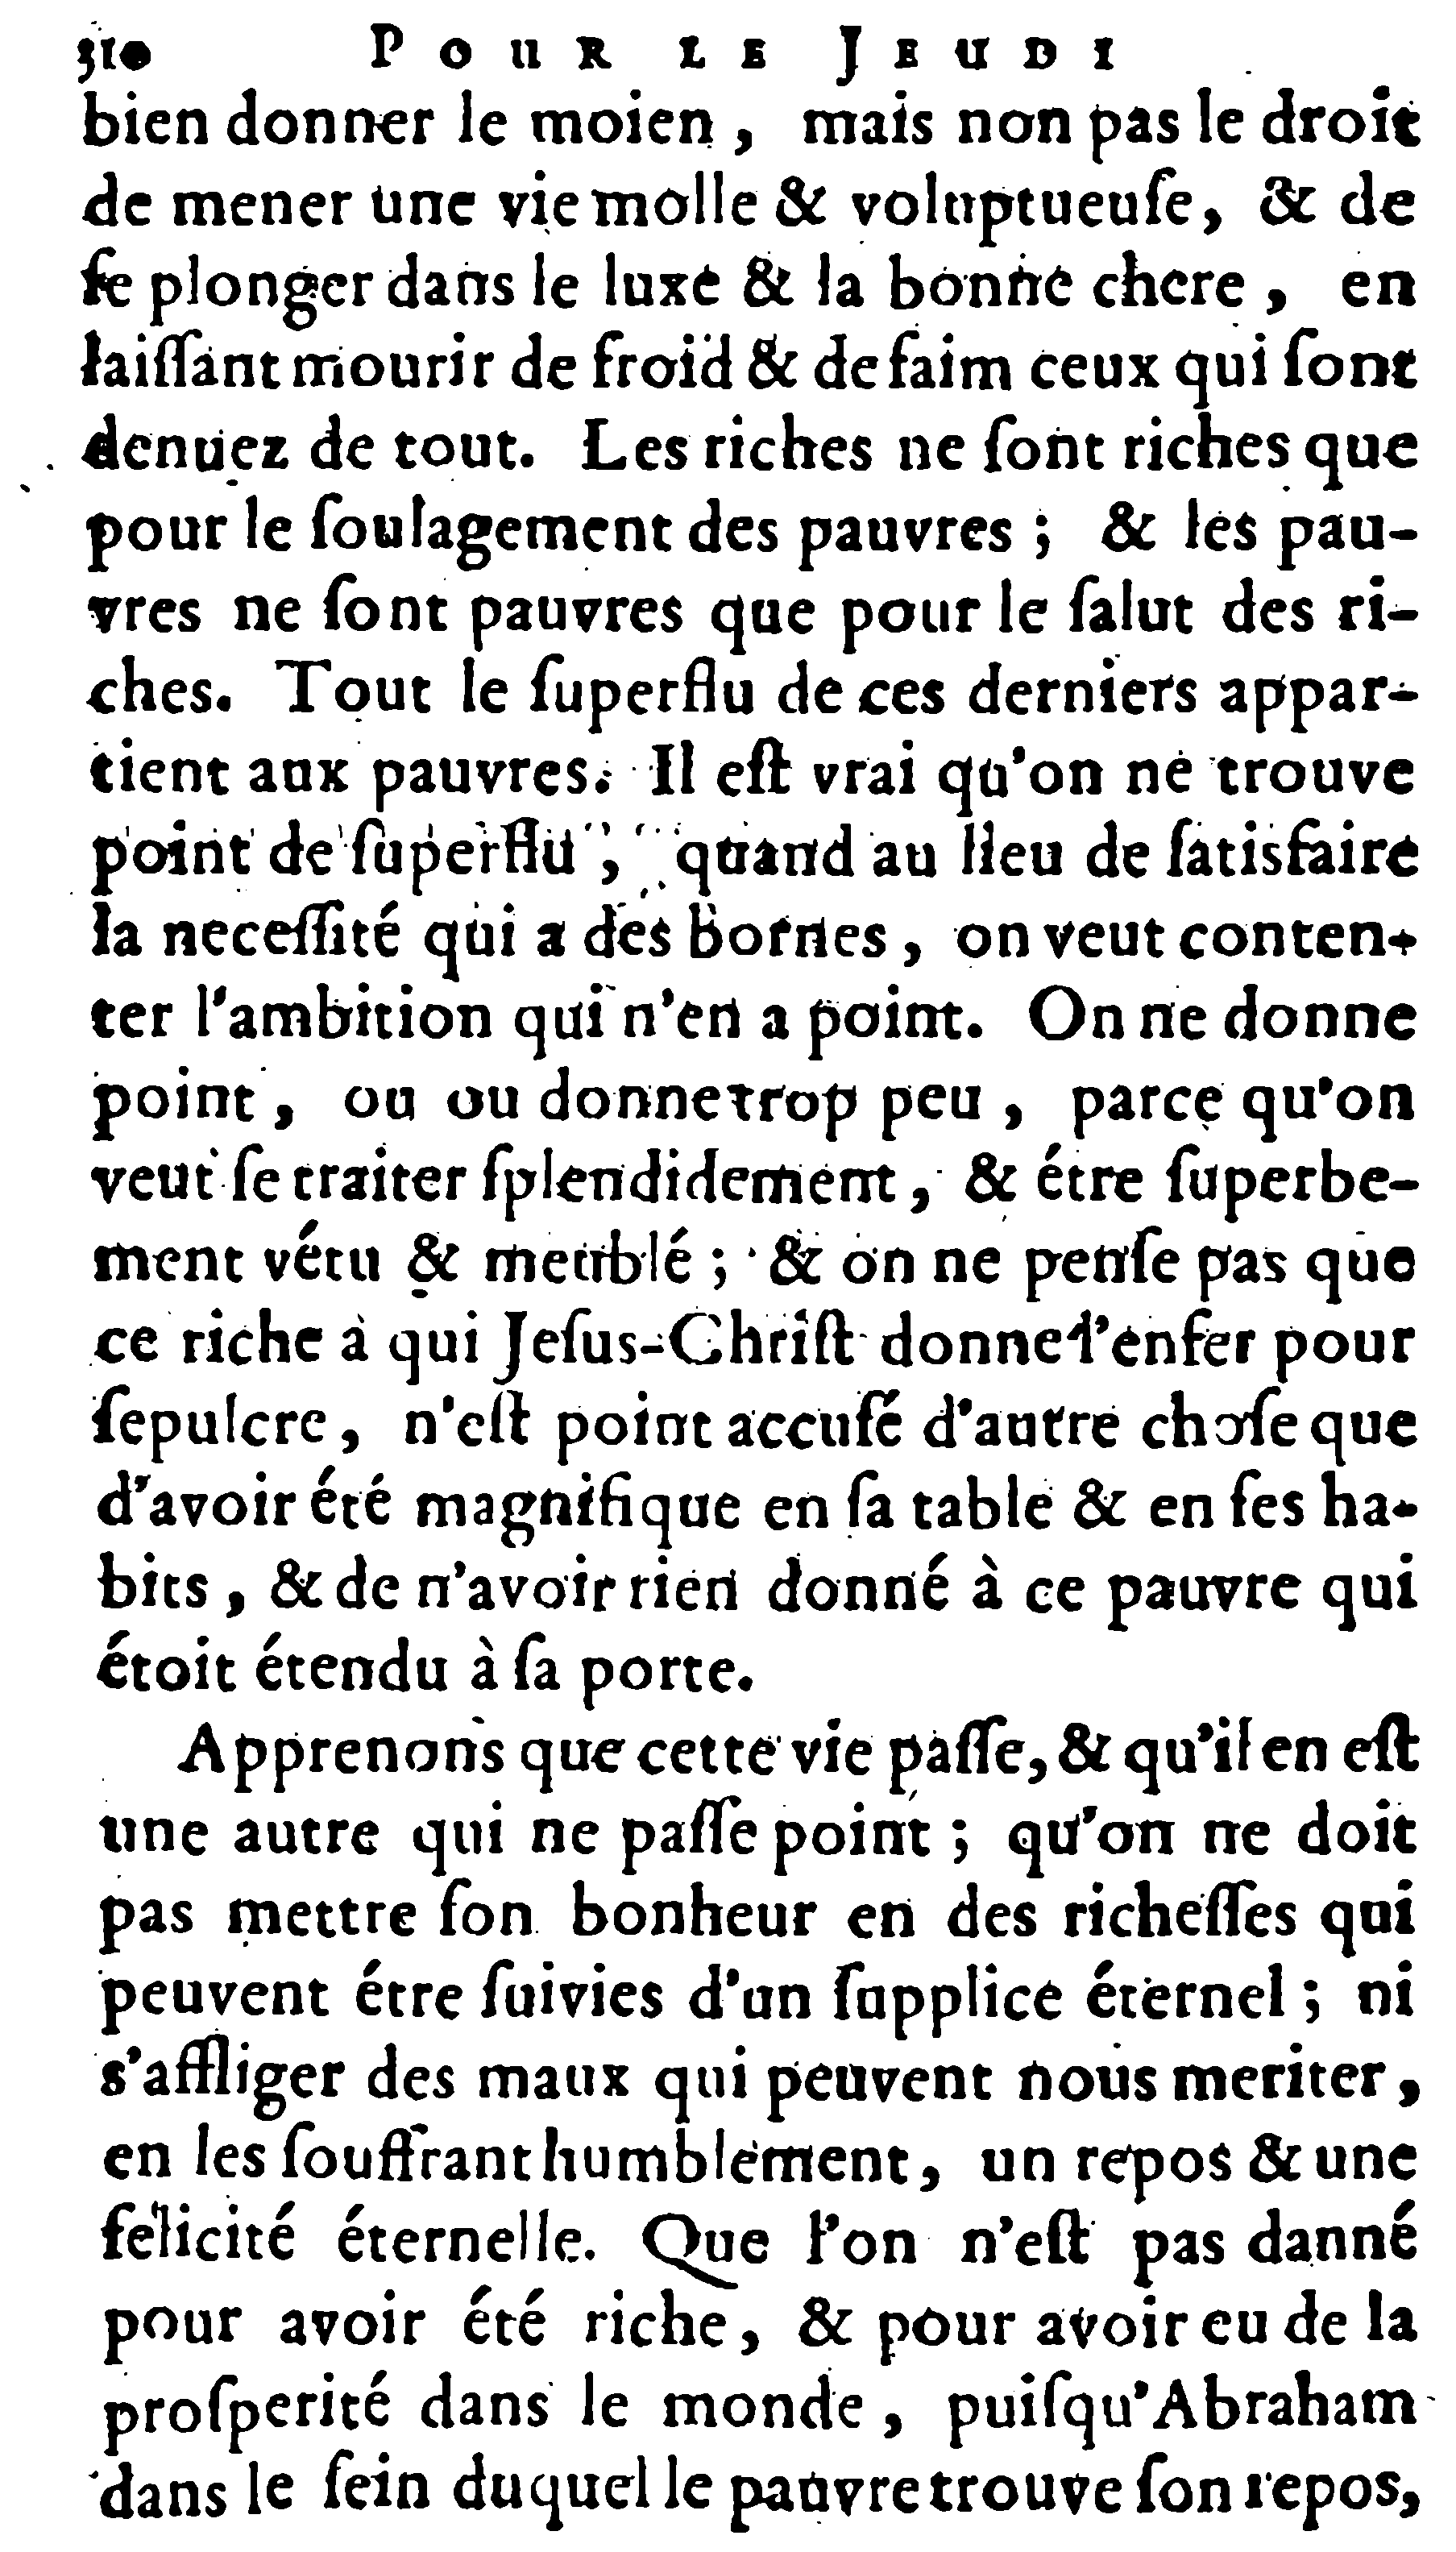 310 POUR LE JEUDI
bien donner le moien, mais non pas le droit
de mener une vie molle & voluptueuſe, & de
ſe plonger dans le luxe & la bonne chere, en
laiſſant mourir de froid & de faim ceux qui ſont
denuez de tout. Les riches ne ſont riches que
pour le ſoulagement des pauvres; & les pau-
vres ne ſont pauvres que pour le ſalut des ri-
ches. Tout le ſuperflu de ces derniers appar-
tient aux pauvres. Il eſt vrai qu'on ne trouve
point de ſuperflu, quand au lieu de ſatisfaire
la neceſſité qui a des bornes, on veut conten-
ter l'ambition qui n'en a point. On ne donne
point, ou ou donne trop peu, parce qu'on
veut ſe traiter ſplendidement, & étre ſuperbe-
ment vétu & meublé; & on ne penſe pas que
ce riche à qui Jeſus-Chriſt donne l'enfer pour
ſepulcre, n'eſt point accuſé d'autre choſe que
d'avoir été magnifique en ſa table & en ſes ha-
bits, & de n'avoir rien donné à ce pauvre qui
étoit étendu à ſa porte.
Apprenons que cette vie paſſe, & qu'il en eſt
une autre qui ne paſſe point; qu'on ne doit
pas mettre ſon bonheur en des richeſſes qui
peuvent étre ſuivies d'un ſupplice éternel; ni
s'affliger des maux qui peuvent nous meriter,
en les ſouffrant humblement, un repos & une
felicité éternelle. Que l'on n'eſt pas danné
pour avoir été riche, & pour avoir eu de la
proſperité dans le monde, puiſqu'Abraham
dans le ſein duquel le pauvre trouve ſon repos,